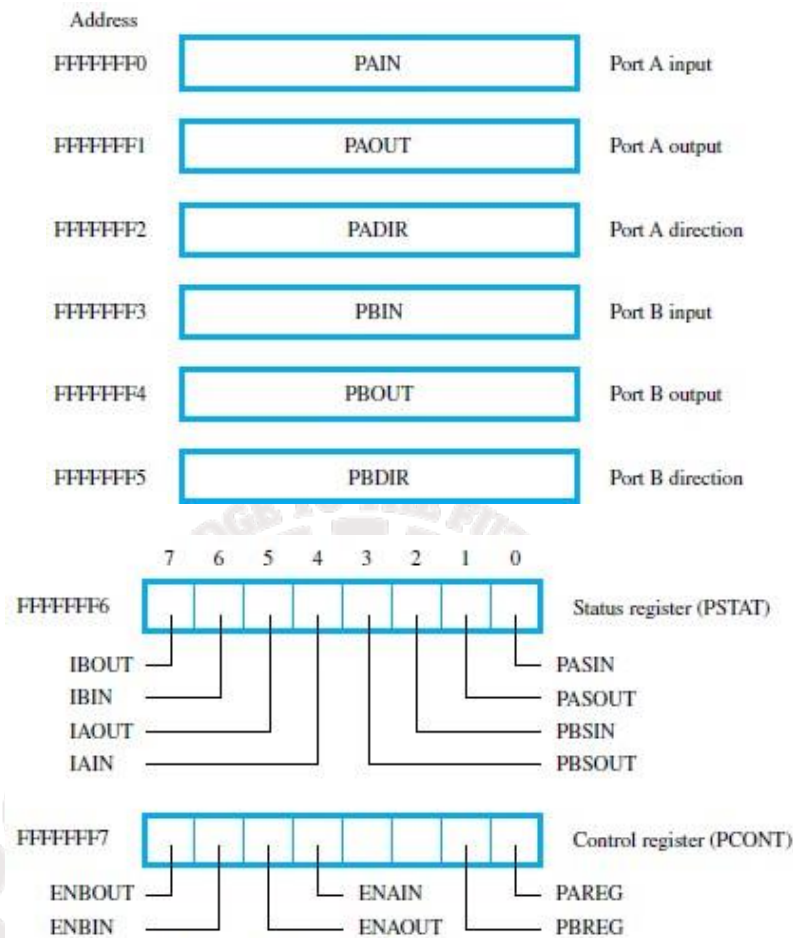 Address
FFFFFFF0 PAIN Port A input
FFFFFFF1 PAOUT Port A output
FFFFFFF2 PADIR Port A direction
FFFFFFF3 PBIN Port B input
FFFFFFF4 PBOUT Port B output
FFFFFFF5 PBDIR Port B direction
7 6 5 4 3 2 1 0
FFFFFFF6 Status register (PSTAT)
IBOUT PASIN
IBIN PASOUT
IAOUT PBSIN
IAIN PBSOUT
FFFFFFF7 Control register (PCONT)
ENBOUT ENAIN PAREG
ENBIN ENAOUT PBREG